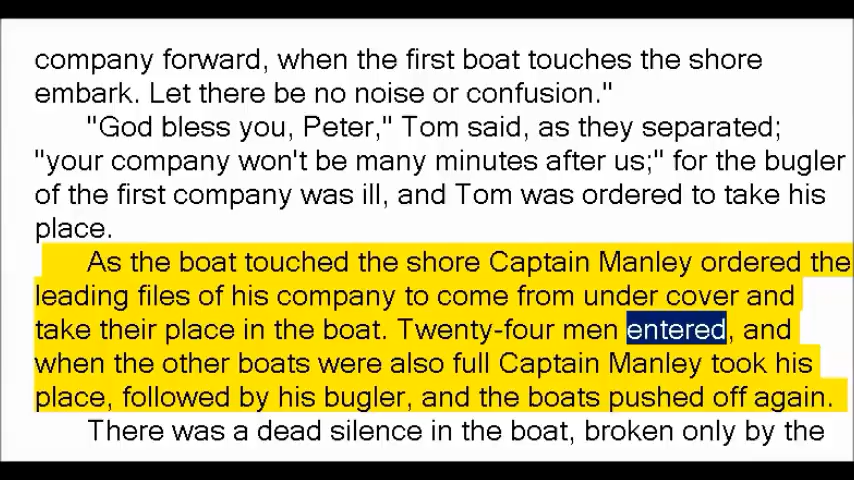 company forward, when the first boat touches the shore
embark. Let there be no noise or confusion."
"God bless you, Peter," Tom said, as they separated;
"your company won't be many minutes after us;" for the bugler
of the first company was ill, and Tom was ordered to take his
place.
As the boat touched the shore Captain Manley ordered the
leading files of his company to come from under cover and
take their place in the boat. Twenty-four men entered, and
when the other boats were also full Captain Manley took his
place, followed by his bugler, and the boats pushed off again.
There was a dead silence in the boat, broken only by the